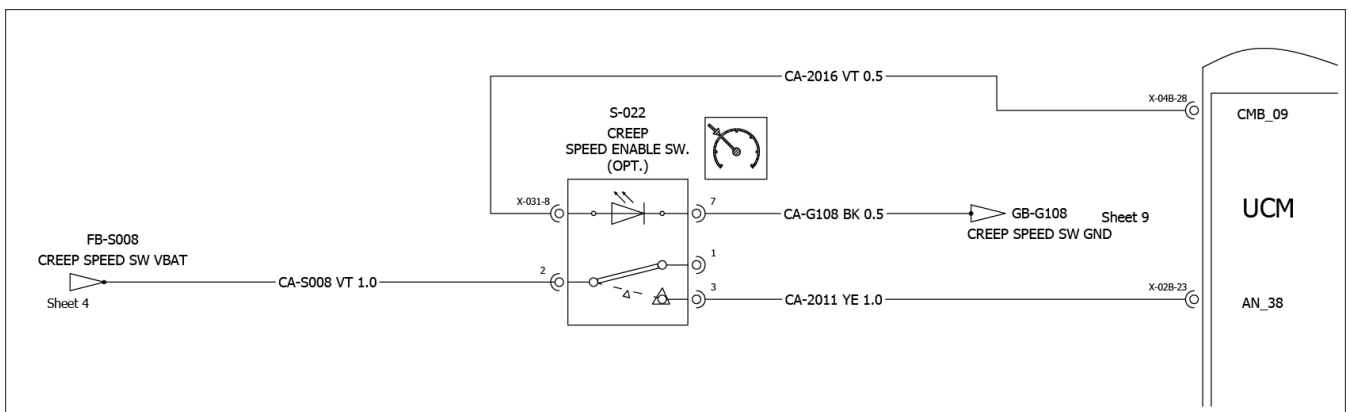 CA-2016 VT 0.5
X-04B-28
CMB_09
S-022
CREEP
SPEED ENABLE SW.
(OPT.)
X-031-8
7
CA-G108 BK 0.5
GB-G108
Sheet 9
CREEP SPEED SW GND
UCM
FB-S008
CREEP SPEED SW VBAT
Sheet 4
CA-S008 VT 1.0
2
1
3
CA-2011 YE 1.0
X-02B-23
AN_38